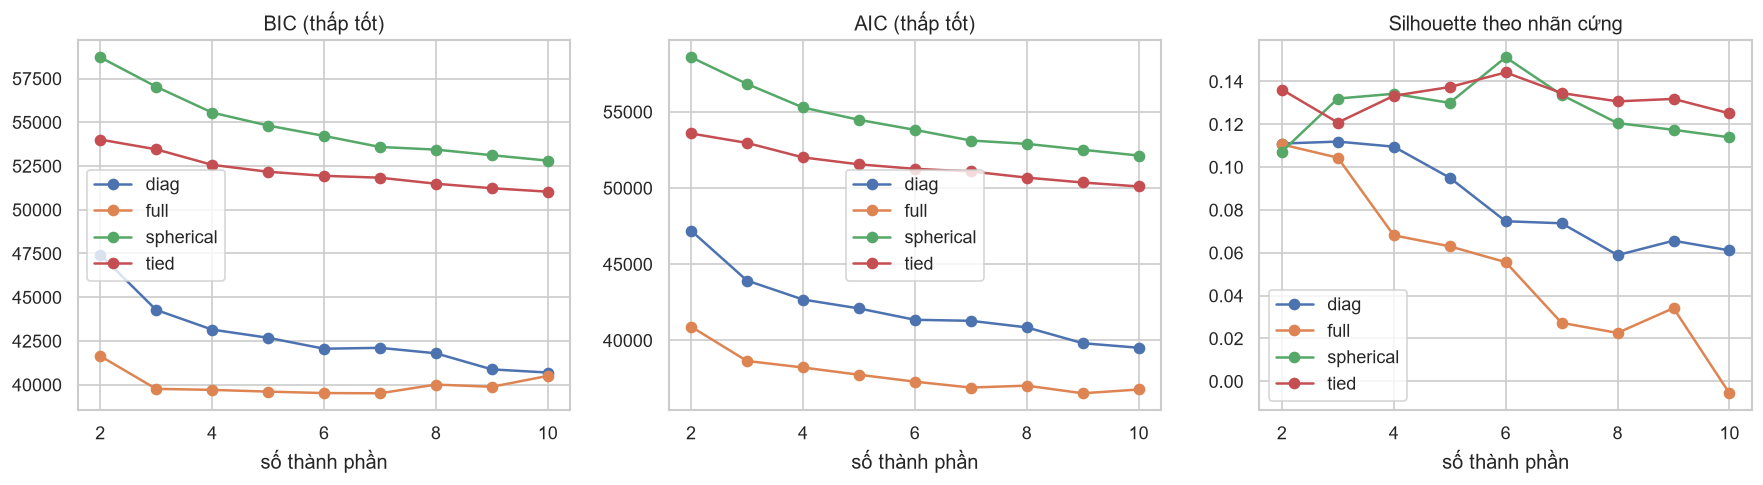 BIC (thấp tốt)
57500
55000
52500
50000
47500
45000
42500
40000
diag
full
spherical
tied
2
4
6
8
10
số thành phần
AIC (thấp tốt)
55000
50000
45000
40000
diag
full
spherical
tied
2
4
6
8
10
số thành phần
Silhouette theo nhãn cứng
0.14
0.12
0.10
0.08
0.06
0.04
0.02
0.00
diag
full
spherical
tied
2
4
6
8
10
số thành phần